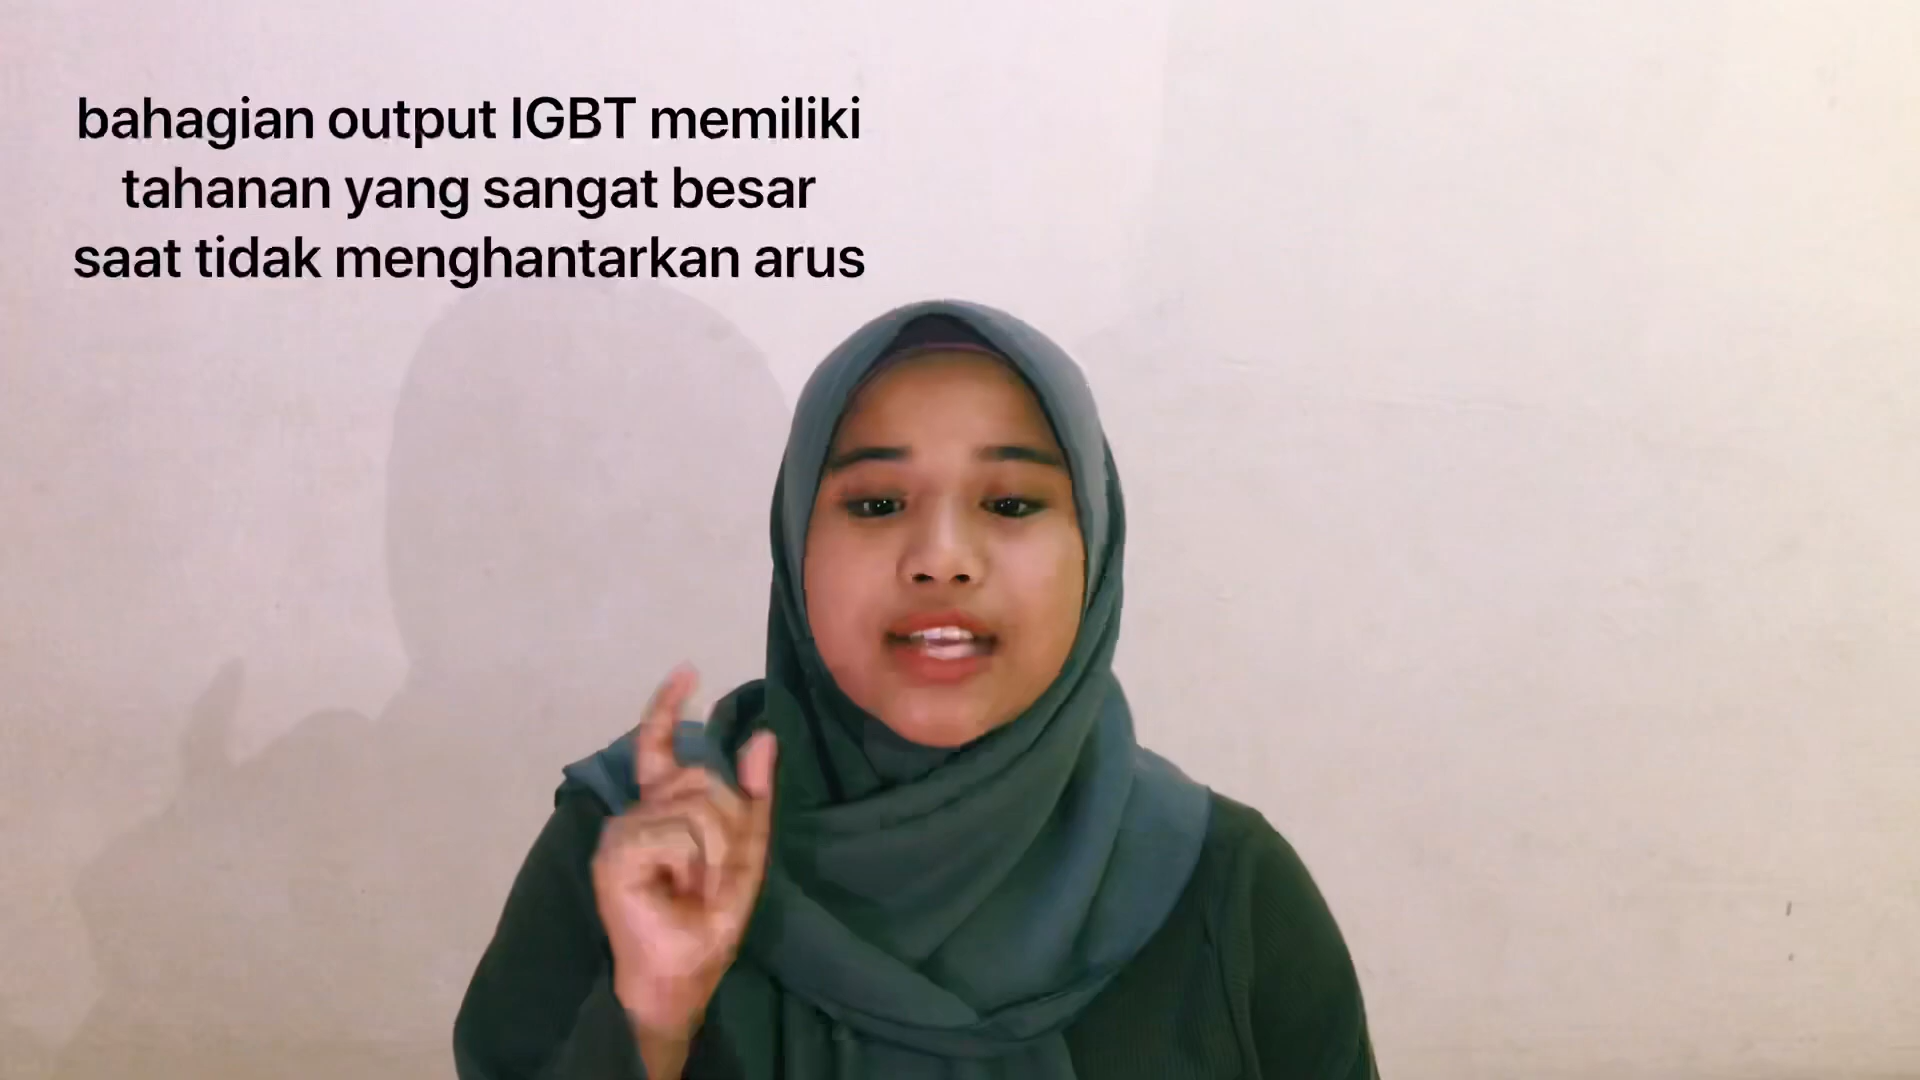 bahagian output IGBT memiliki
tahanan yang sangat besar
saat tidak menghantarkan arus